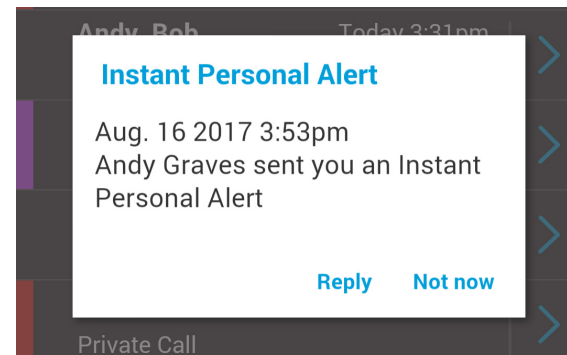 Andy, Bob Today 3:31pm
Instant Personal Alert
Aug. 16 2017 3:53pm
Andy Graves sent you an Instant
Personal Alert
Reply Not now
Private Call